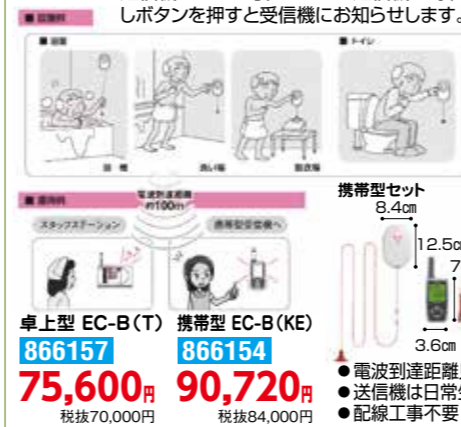 しボタンを押すと受信機にお知らせします。
■設置例
■浴室
■トイレ
浴槽
洗い場
脱衣場
■運用例
電波到達距離
約100m
スタッフステーション
携帯型受信機へ
携帯型セット
8.4㎝
12.5c
7
3.6㎝
卓上型 EC-B(T)
866157
75,600円
税抜70,000円
携帯型 EC-B(KE)
866154
90,720円
税抜84,000円
●電波到達距離
●送信機は日常
●配線工事不要